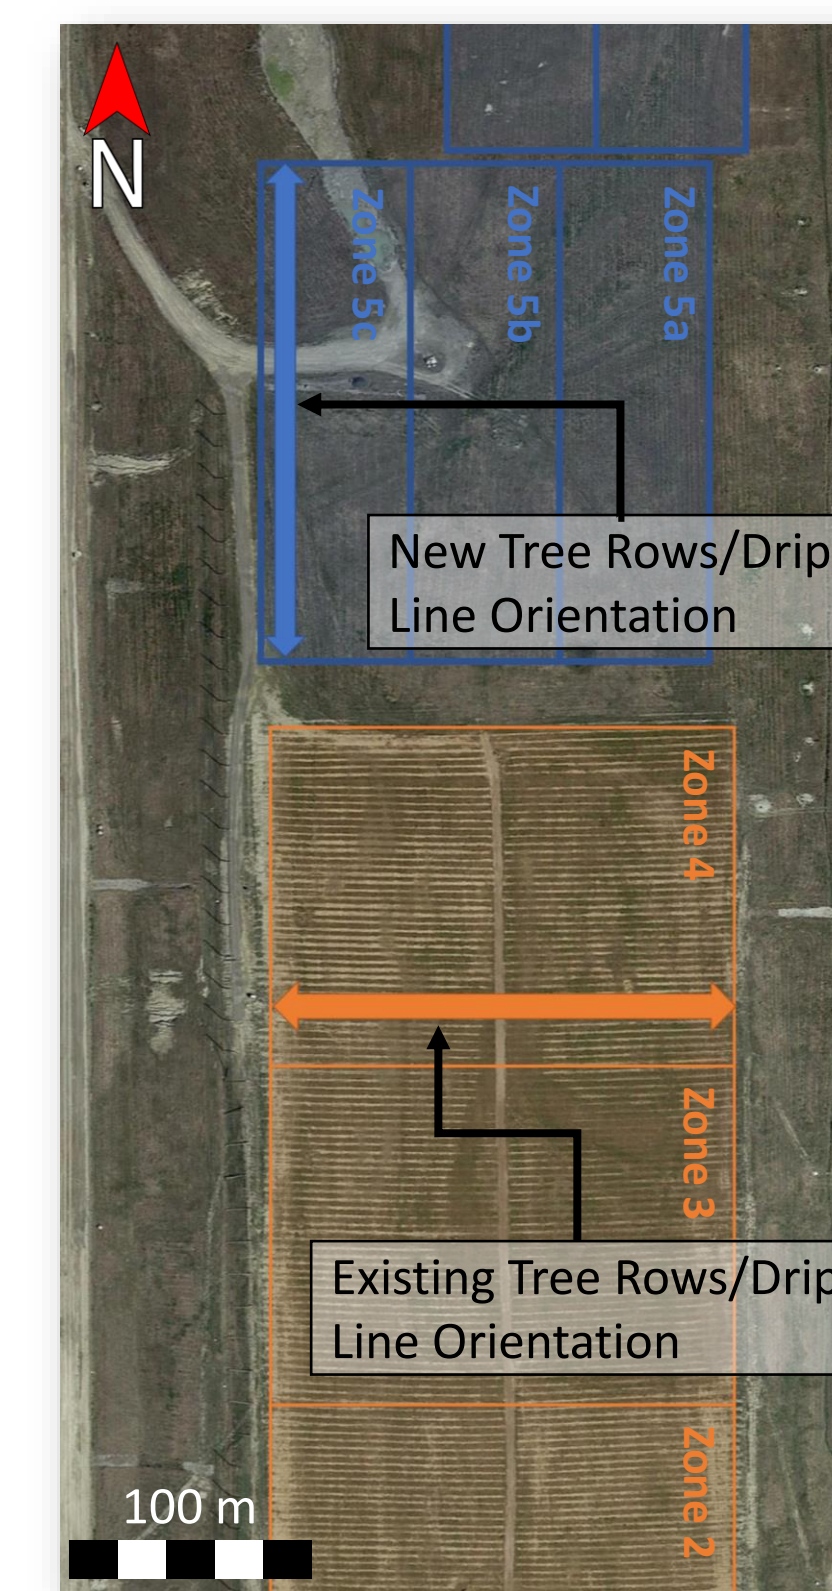 N
Zone 5c
Zone 5b
Zone 5a
New Tree Rows/Drip
Line Orientation
Zone 4
Zone 3
Existing Tree Rows/Drip
Line Orientation
Zone 2
100 m